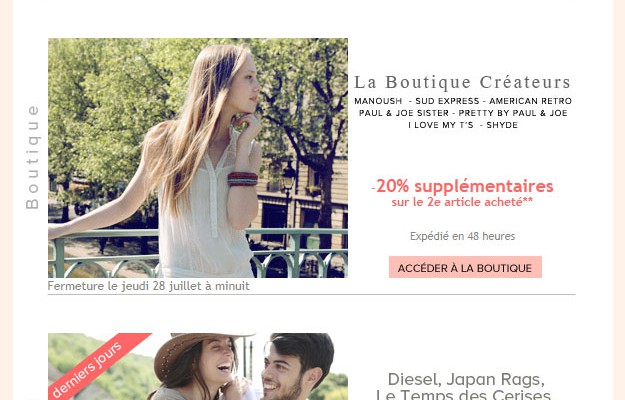 Boutique
La Boutique Créateurs
MANOUSH - SUD EXPRESS - AMERICAN RETRO
PAUL & JOE SISTER - PRETTY BY PAUL & JOE
I LOVE MY T'S - SHYDE
-20% supplémentaires
sur le 2e article acheté**
Expédié en 48 heures
ACCÉDER À LA BOUTIQUE
Fermeture le jeudi 28 juillet à minuit
derniers jours
Diesel, Japan Rags,
Le Temps des Cerises